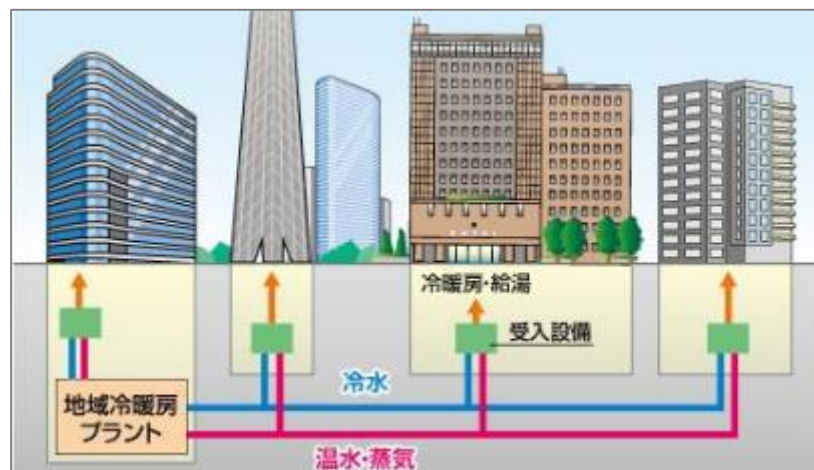 冷暖房・給湯
受入設備
冷水
地域冷暖房
プラント
温水・蒸気